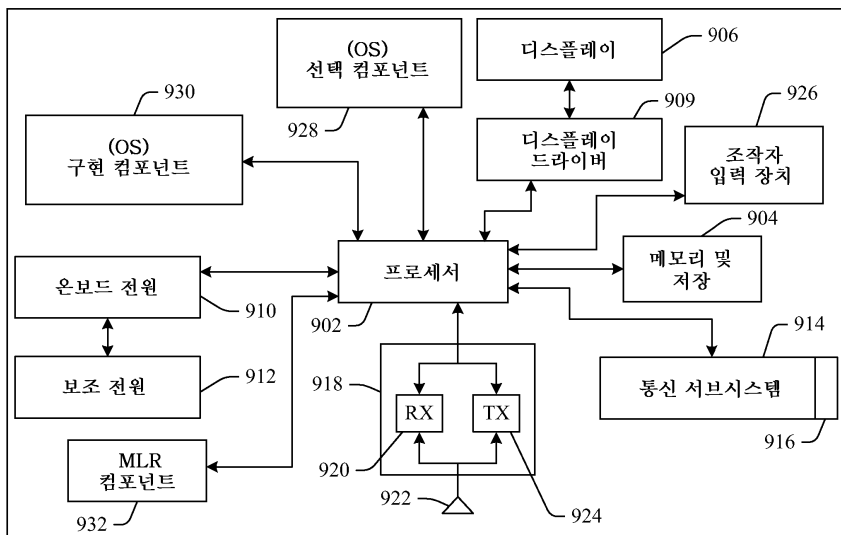 (OS)
선택 컴포넌트
928
디스플레이
906
930
(OS)
구현 컴포넌트
909
디스플레이
드라이버
926
조작자
입력 장치
904
메모리 및
저장
프로세서
902
온보드 전원
910
보조 전원
912
914
통신 서브시스템
916
918
RX
TX
920
922
924
MLR
컴포넌트
932